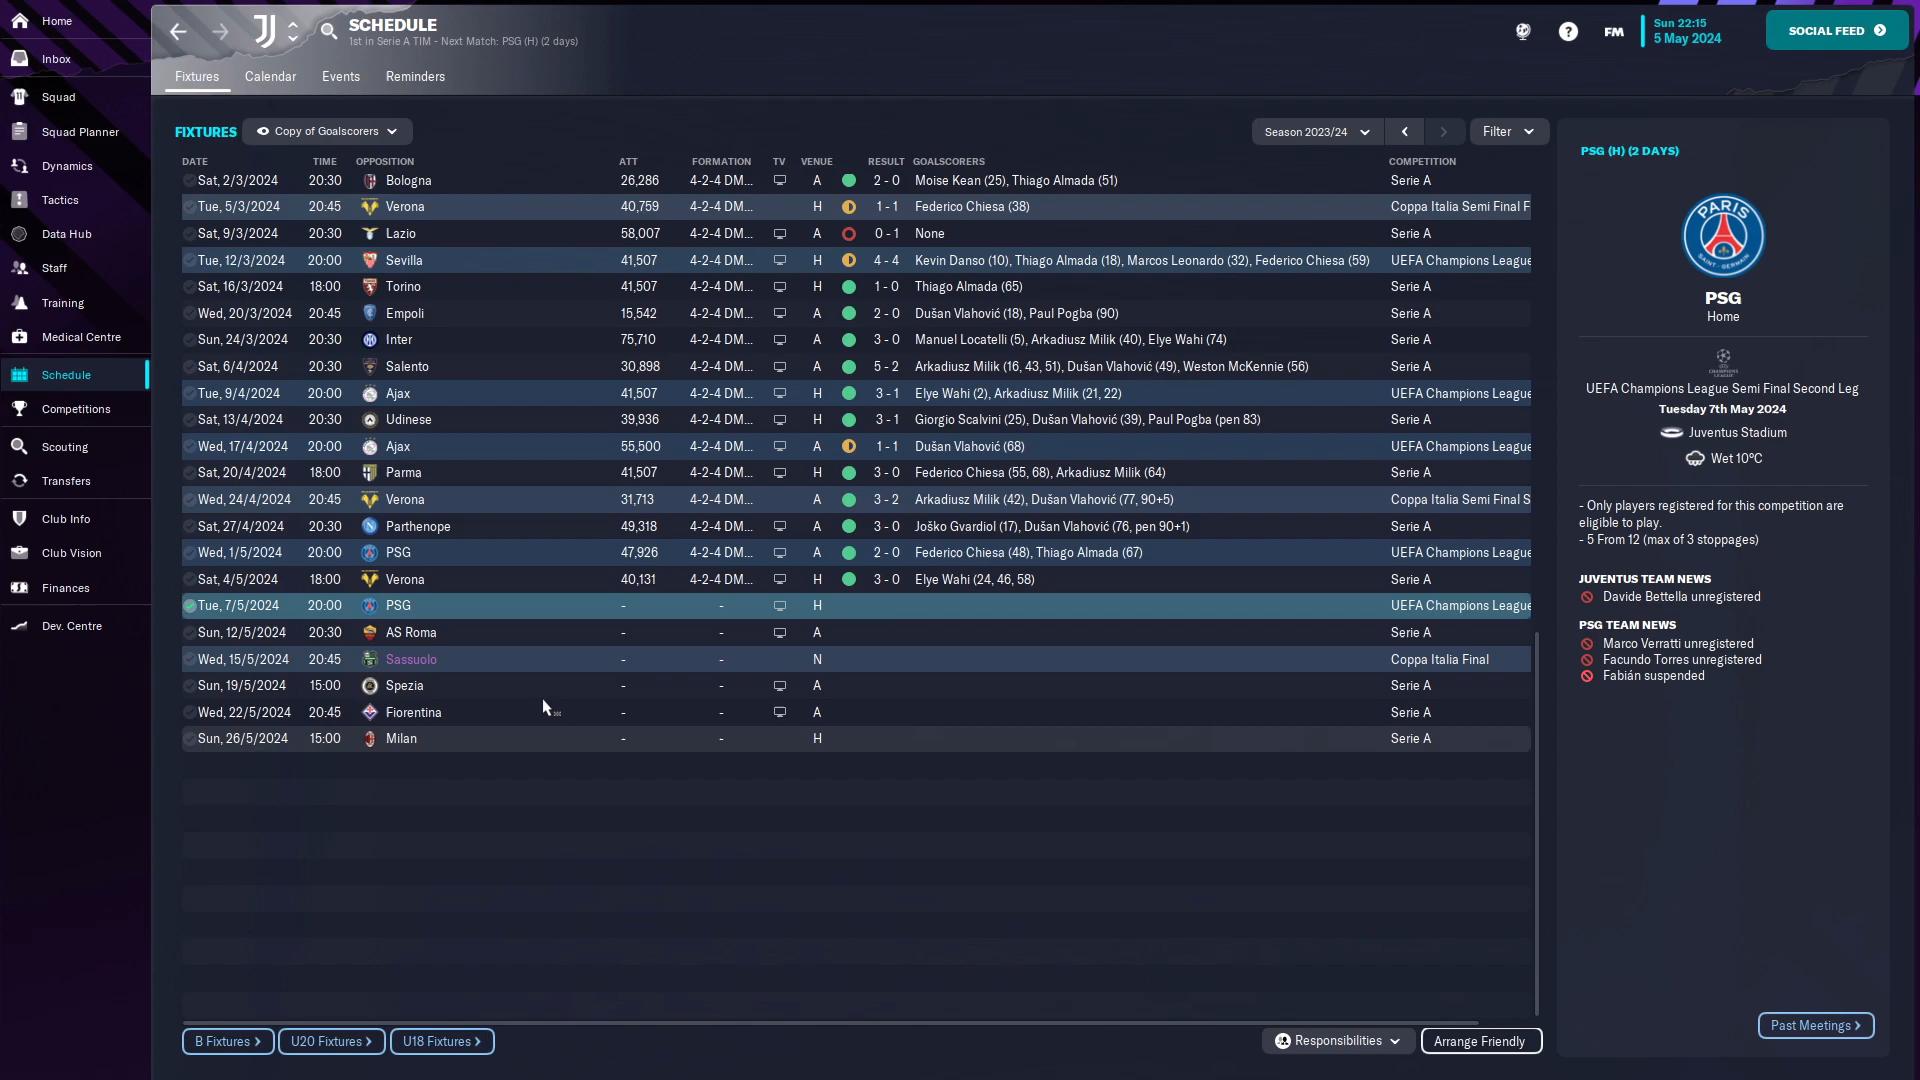 Home
Inbox
Squad
Squad Planner
Dynamics
Tactics
Data Hub
Staff
Training
Medical Centre
Schedule
Competitions
Scouting
Transfers
Club Info
Club Vision
Finances
Dev. Centre
SCHEDULE
1st in Serie A TIM - Next Match: PSG (H) (2 days)
FM
Sun 22:15
5 May 2024
SOCIAL FEED
Fixtures Calendar Events Reminders
FIXTURES Copy of Goalscorers Season 2023/24 Filter
DATE TIME OPPOSITION ATT FORMATION TV VENUE RESULT GOALSCORERS COMPETITION
Sat, 2/3/2024 20:30 Bologna 26,286 4-2-4 DM... A 2 - 0 Moise Kean (25), Thiago Almada (51) Serie A
Tue, 5/3/2024 20:45 Verona 40,759 4-2-4 DM... H 1 - 1 Federico Chiesa (38) Coppa Italia Semi Final F
Sat, 9/3/2024 20:30 Lazio 58,007 4-2-4 DM... A 0 - 1 None Serie A
Tue, 12/3/2024 20:00 Sevilla 41,507 4-2-4 DM... H 4 - 4 Kevin Danso (10), Thiago Almada (18), Marcos Leonardo (32), Federico Chiesa (59) UEFA Champions League
Sat, 16/3/2024 18:00 Torino 41,507 4-2-4 DM... H 1 - 0 Thiago Almada (65) Serie A
Wed, 20/3/2024 20:45 Empoli 15,542 4-2-4 DM... A 2 - 0 Dušan Vlahović (18), Paul Pogba (90) Serie A
Sun, 24/3/2024 20:30 Inter 75,710 4-2-4 DM... A 3 - 0 Manuel Locatelli (5), Arkadiusz Milik (40), Elye Wahi (74) Serie A
Sat, 6/4/2024 20:30 Salento 30,898 4-2-4 DM... A 5 - 2 Arkadiusz Milik (16, 43, 51), Dušan Vlahović (49), Weston McKennie (56) Serie A
Tue, 9/4/2024 20:00 Ajax 41,507 4-2-4 DM... H 3 - 1 Elye Wahi (2), Arkadiusz Milik (21, 22) UEFA Champions League
Sat, 13/4/2024 20:30 Udinese 39,936 4-2-4 DM... H 3 - 1 Giorgio Scalvini (25), Dušan Vlahović (39), Paul Pogba (pen 83) Serie A
Wed, 17/4/2024 20:00 Ajax 55,500 4-2-4 DM... A 1 - 1 Dušan Vlahović (68) UEFA Champions League
Sat, 20/4/2024 18:00 Parma 41,507 4-2-4 DM... H 3 - 0 Federico Chiesa (55, 68), Arkadiusz Milik (64) Serie A
Wed, 24/4/2024 20:45 Verona 31,713 4-2-4 DM... A 3 - 2 Arkadiusz Milik (42), Dušan Vlahović (77, 90+5) Coppa Italia Semi Final S
Sat, 27/4/2024 20:30 Parthenope 49,318 4-2-4 DM... A 3 - 0 Joško Gvardiol (17), Dušan Vlahović (76, pen 90+1) Serie A
Wed, 1/5/2024 20:00 PSG 47,926 4-2-4 DM... A 2 - 0 Federico Chiesa (48), Thiago Almada (67) UEFA Champions League
Sat, 4/5/2024 18:00 Verona 40,131 4-2-4 DM... H 3 - 0 Elye Wahi (24, 46, 58) Serie A
Tue, 7/5/2024 20:00 PSG - - H UEFA Champions League
Sun, 12/5/2024 20:30 AS Roma - - A Serie A
Wed, 15/5/2024 20:45 Sassuolo - - N Coppa Italia Final
Sun, 19/5/2024 15:00 Spezia - - A Serie A
Wed, 22/5/2024 20:45 Fiorentina - - A Serie A
Sun, 26/5/2024 15:00 Milan - - H Serie A
B Fixtures U20 Fixtures U18 Fixtures Responsibilities Arrange Friendly
PSG (H) (2 DAYS)
PARIS
SAINT-GERMAIN
PSG
Home
UEFA Champions League Semi Final Second Leg
Tuesday 7th May 2024
Juventus Stadium
Wet 10°C
- Only players registered for this competition are
eligible to play.
- 5 From 12 (max of 3 stoppages)
JUVENTUS TEAM NEWS
Davide Bettella unregistered
PSG TEAM NEWS
Marco Verratti unregistered
Facundo Torres unregistered
Fabián suspended
Past Meetings